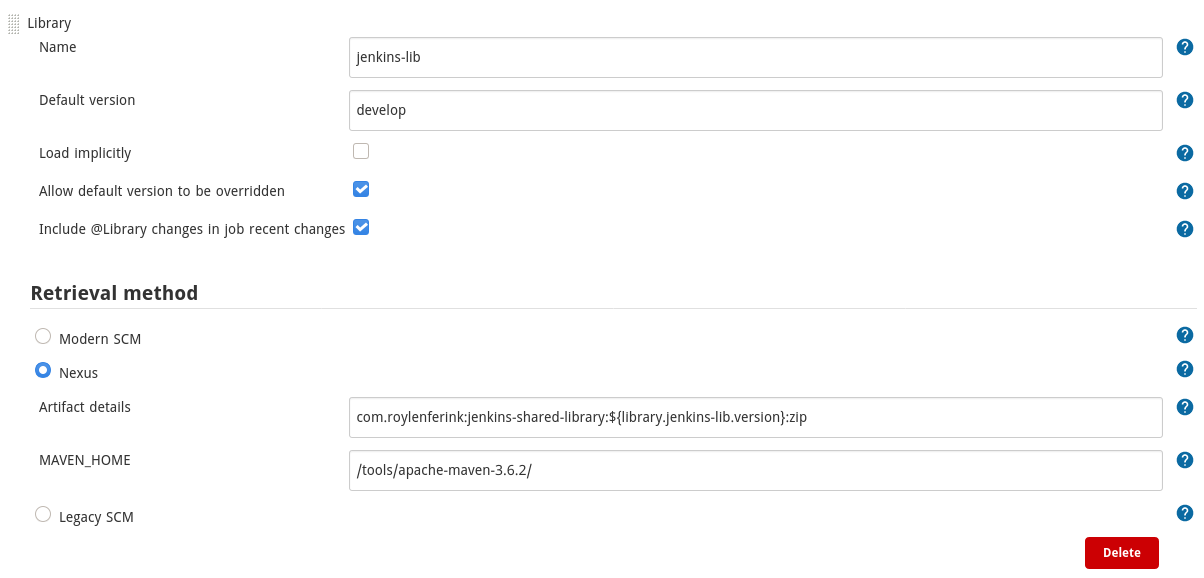 Library
Name
jenkins-lib
?
Default version
develop
?
Load implicitly
?
Allow default version to be overridden
?
Include @Library changes in job recent changes
?
Retrieval method
Modern SCM
?
Nexus
?
Artifact details
com.roylenferink:jenkins-shared-library:${library.jenkins-lib.version}:zip
?
MAVEN_HOME
/tools/apache-maven-3.6.2/
?
Legacy SCM
?
Delete